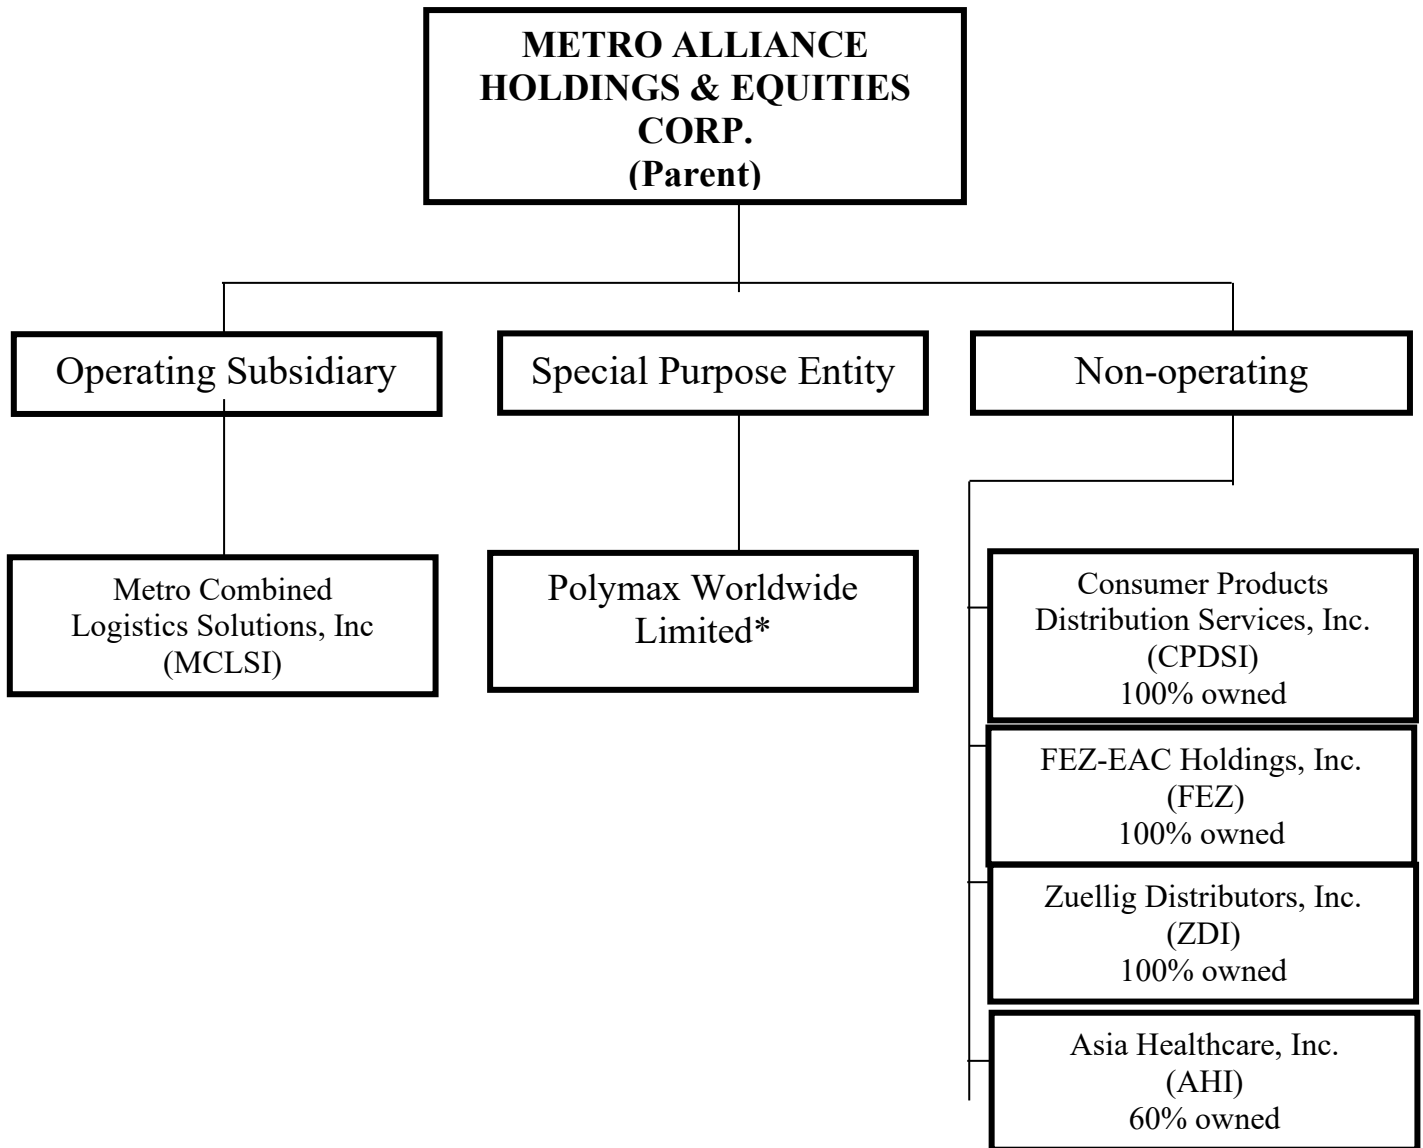 METRO ALLIANCE
HOLDINGS & EQUITIES
CORP.
(Parent)
Operating Subsidiary
Special Purpose Entity
Non-operating
Metro Combined
Logistics Solutions, Inc
(MCLSI)
Polymax Worldwide
Limited*
Consumer Products
Distribution Services, Inc.
(CPDSI)
100% owned
FEZ-EAC Holdings, Inc.
(FEZ)
100% owned
Zuellig Distributors, Inc.
(ZDI)
100% owned
Asia Healthcare, Inc.
(AHI)
60% owned